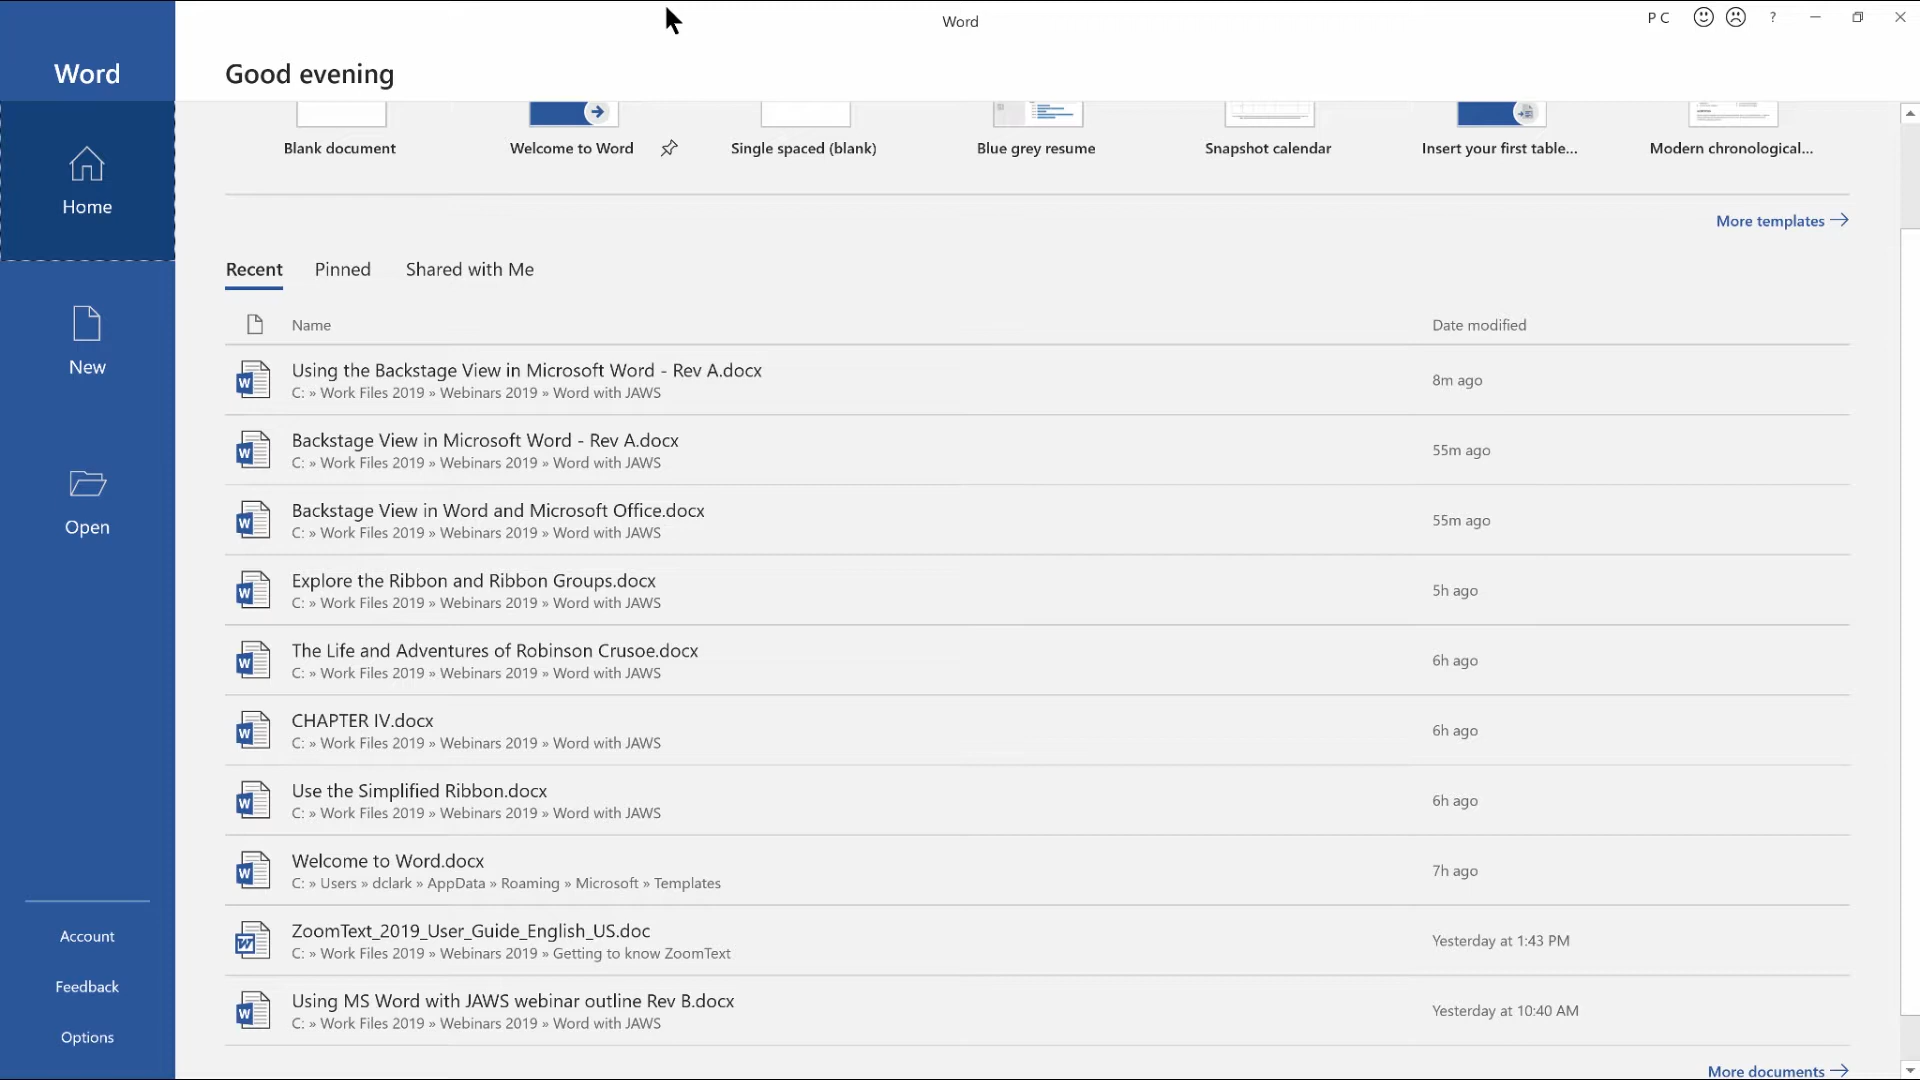 Word
P C
?
Word
Good evening
Home
New
Open
Account
Feedback
Options
Blank document
Welcome to Word
Single spaced (blank)
Blue grey resume
Snapshot calendar
Insert your first table...
Modern chronological...
More templates
Recent Pinned Shared with Me
Name Date modified
Using the Backstage View in Microsoft Word - Rev A.docx
C: » Work Files 2019 » Webinars 2019 » Word with JAWS
8m ago
Backstage View in Microsoft Word - Rev A.docx
C: » Work Files 2019 » Webinars 2019 » Word with JAWS
55m ago
Backstage View in Word and Microsoft Office.docx
C: » Work Files 2019 » Webinars 2019 » Word with JAWS
55m ago
Explore the Ribbon and Ribbon Groups.docx
C: » Work Files 2019 » Webinars 2019 » Word with JAWS
5h ago
The Life and Adventures of Robinson Crusoe.docx
C: » Work Files 2019 » Webinars 2019 » Word with JAWS
6h ago
CHAPTER IV.docx
C: » Work Files 2019 » Webinars 2019 » Word with JAWS
6h ago
Use the Simplified Ribbon.docx
C: » Work Files 2019 » Webinars 2019 » Word with JAWS
6h ago
Welcome to Word.docx
C: » Users » dclark » AppData » Roaming » Microsoft » Templates
7h ago
ZoomText_2019_User_Guide_English_US.doc
C: » Work Files 2019 » Webinars 2019 » Getting to know ZoomText
Yesterday at 1:43 PM
Using MS Word with JAWS webinar outline Rev B.docx
C: » Work Files 2019 » Webinars 2019 » Word with JAWS
Yesterday at 10:40 AM
More documents